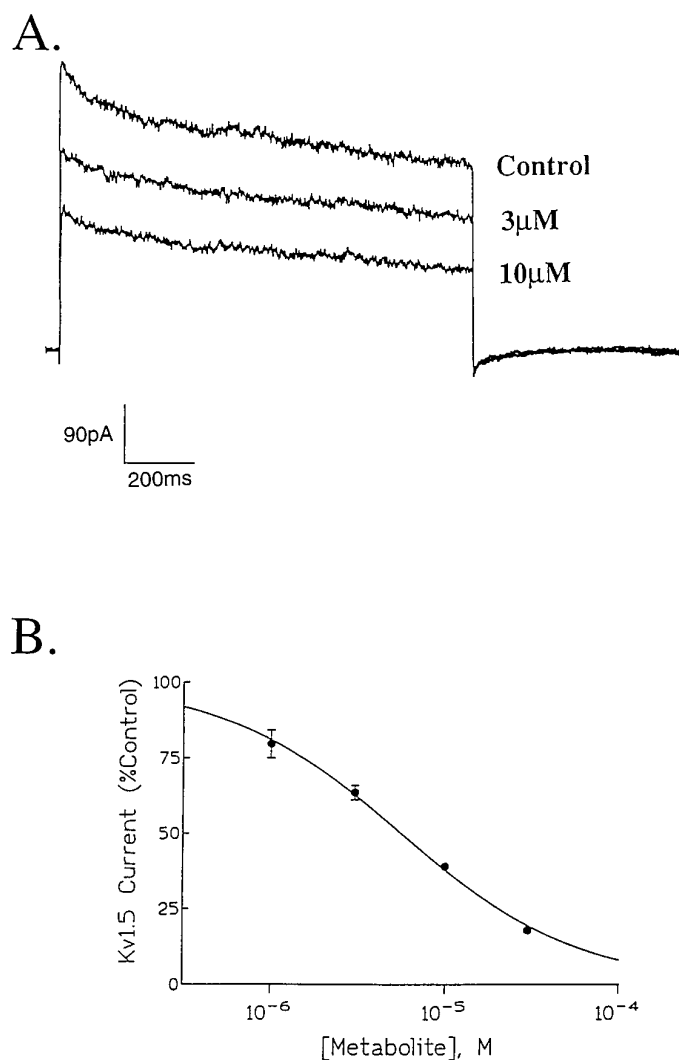 A.
Control
3μM
10μM
90pA
200ms
B.
Kv1.5 Current (%Control)
100
75
50
25
0
10⁻⁶
10⁻⁵
10⁻⁴
[Metabolite], M